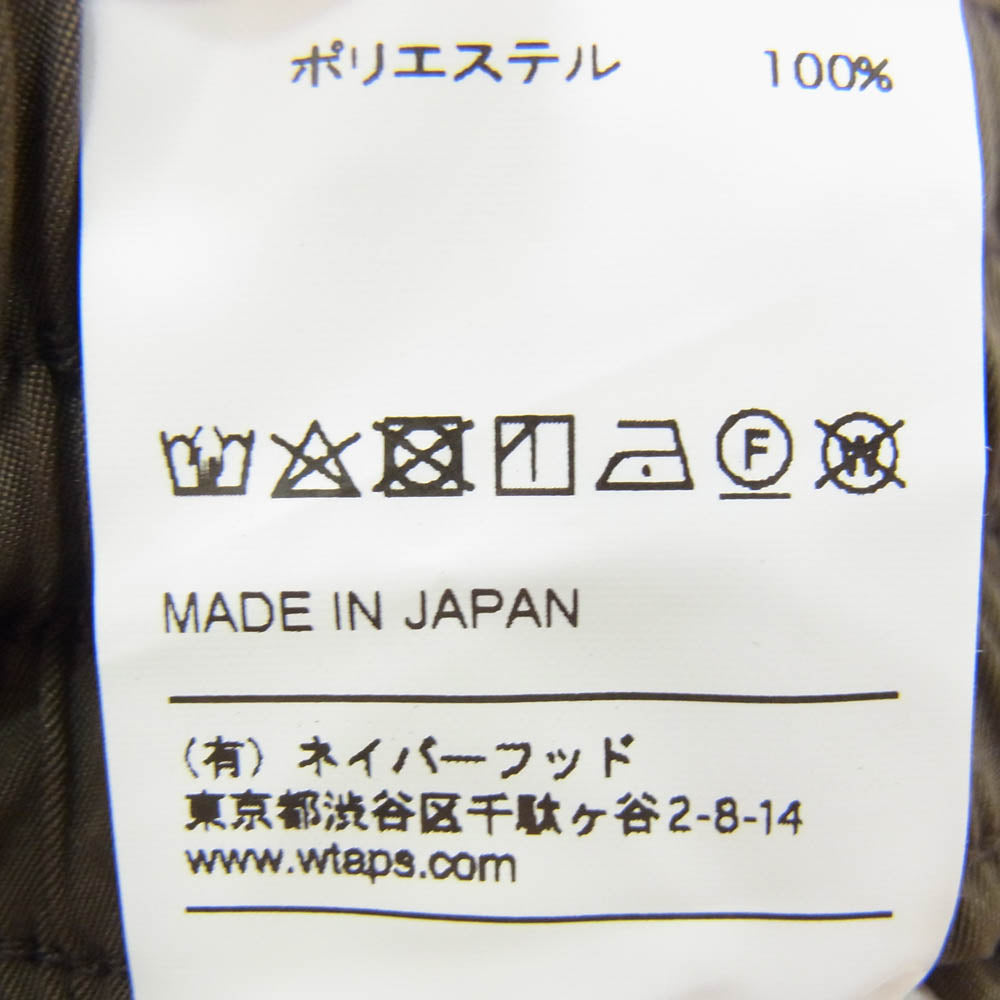 ポリエステル 100%
F W
MADE IN JAPAN
(有) ネイバーフッド
東京都渋谷区千駄ヶ谷2-8-14
www.wtaps.com